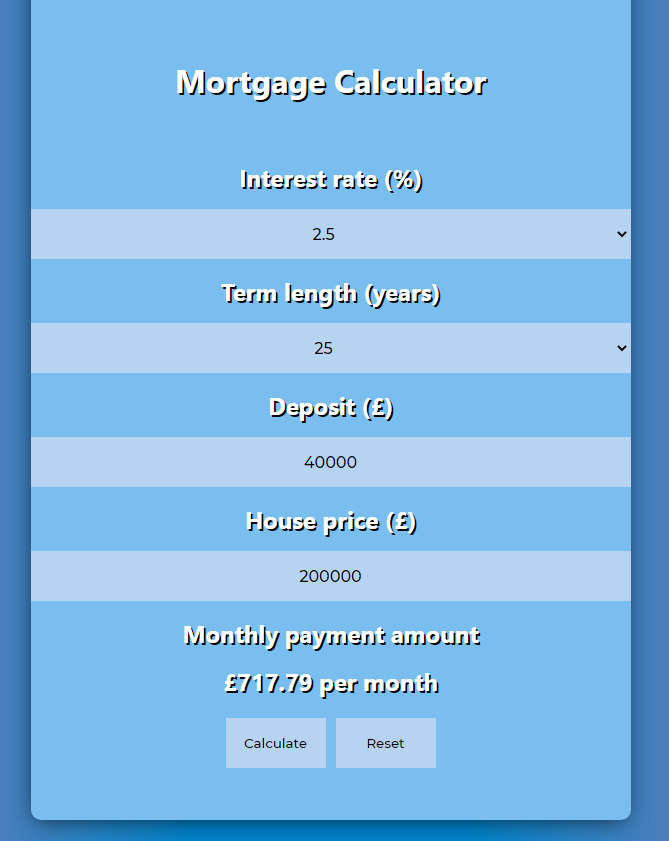 Mortgage Calculator
Interest rate (%)
2.5
Term length (years)
25
Deposit (£)
40000
House price (£)
200000
Monthly payment amount
£717.79 per month
Calculate
Reset